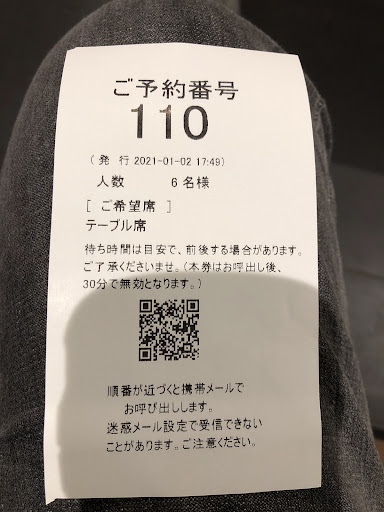 ご予約番号
110
( 発　行 2021-01-02 17:49)
人数　　6 名様
[ ご希望席 ]
テーブル席
待ち時間は目安で、前後する場合があります。
ご了承くださいませ。(本券はお呼出し後、
30分で無効となります。)
順番が近づくと携帯メールで
お呼び出しします。
迷惑メール設定で受信できない
ことがあります。ご注意ください。